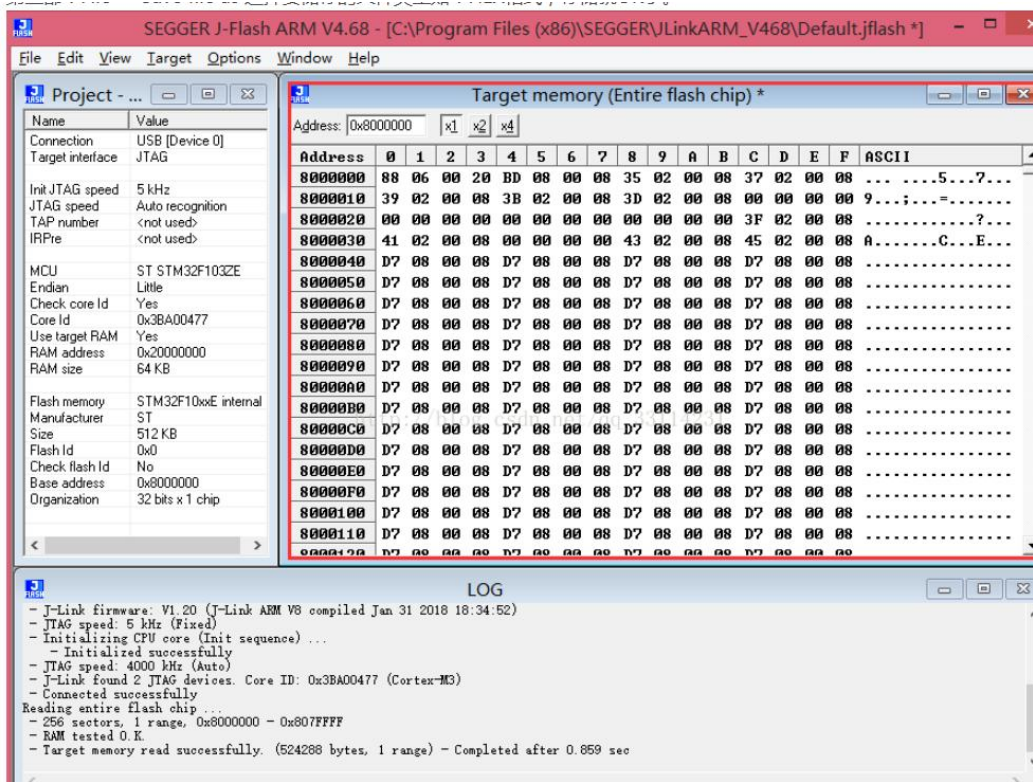 SEGGER J-Flash ARM V4.68 - [C:\Program Files (x86)\SEGGER\JLinkARM_V468\Default.jflash *]
File Edit View Target Options Window Help
Project - ...
Name Value
Connection USB [Device 0]
Target interface JTAG
Init JTAG speed 5 kHz
JTAG speed Auto recognition
TAP number <not used>
IRPre <not used>
MCU ST STM32F103ZE
Endian Little
Check core Id Yes
Core Id 0x3BA00477
Use target RAM Yes
RAM address 0x20000000
RAM size 64 KB
Flash memory STM32F10xxE internal
Manufacturer ST
Size 512 KB
Flash Id 0x0
Check flash Id No
Base address 0x8000000
Organization 32 bits x 1 chip
Target memory (Entire flash chip) *
Address: 0x8000000 x1 x2 x4
Address 0 1 2 3 4 5 6 7 8 9 A B C D E F ASCII
8000000 88 06 00 20 BD 08 00 08 35 02 00 08 37 02 00 08 ... ....5...7...
8000010 39 02 00 08 3B 02 00 08 3D 02 00 08 00 00 00 00 9...;...=.......
8000020 00 00 00 00 00 00 00 00 00 00 00 00 3F 02 00 08 ............?...
8000030 41 02 00 08 00 00 00 00 43 02 00 08 45 02 00 08 A.......C...E...
8000040 D7 08 00 08 D7 08 00 08 D7 08 00 08 D7 08 00 08 ................
8000050 D7 08 00 08 D7 08 00 08 D7 08 00 08 D7 08 00 08 ................
8000060 D7 08 00 08 D7 08 00 08 D7 08 00 08 D7 08 00 08 ................
8000070 D7 08 00 08 D7 08 00 08 D7 08 00 08 D7 08 00 08 ................
8000080 D7 08 00 08 D7 08 00 08 D7 08 00 08 D7 08 00 08 ................
8000090 D7 08 00 08 D7 08 00 08 D7 08 00 08 D7 08 00 08 ................
80000A0 D7 08 00 08 D7 08 00 08 D7 08 00 08 D7 08 00 08 ................
80000B0 D7 08 00 08 D7 08 00 08 D7 08 00 08 D7 08 00 08 ................
80000C0 D7 08 00 08 D7 08 00 08 D7 08 00 08 D7 08 00 08 ................
80000D0 D7 08 00 08 D7 08 00 08 D7 08 00 08 D7 08 00 08 ................
80000E0 D7 08 00 08 D7 08 00 08 D7 08 00 08 D7 08 00 08 ................
80000F0 D7 08 00 08 D7 08 00 08 D7 08 00 08 D7 08 00 08 ................
8000100 D7 08 00 08 D7 08 00 08 D7 08 00 08 D7 08 00 08 ................
8000110 D7 08 00 08 D7 08 00 08 D7 08 00 08 D7 08 00 08 ................
LOG
- J-Link firmware: V1.20 (J-Link ARM V8 compiled Jan 31 2018 18:34:52)
- JTAG speed: 5 kHz (Fixed)
- Initializing CPU core (Init sequence) ...
- Initialized successfully
- JTAG speed: 4000 kHz (Auto)
- J-Link found 2 JTAG devices. Core ID: 0x3BA00477 (Cortex-M3)
- Connected successfully
Reading entire flash chip ...
- 256 sectors, 1 range, 0x8000000 - 0x807FFFF
- RAM tested O.K.
- Target memory read successfully. (524288 bytes, 1 range) - Completed after 0.859 sec